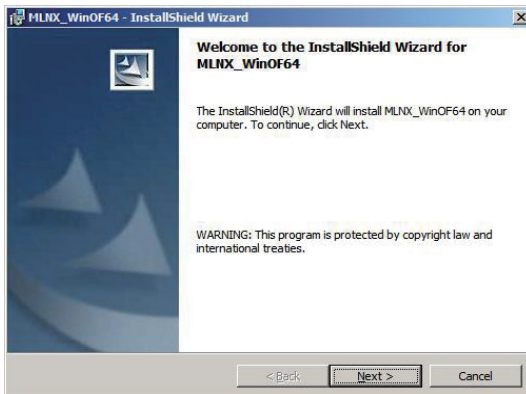 MLNX_WinOF64 - InstallShield Wizard
Welcome to the InstallShield Wizard for
MLNX_WinOF64
The InstallShield(R) Wizard will install MLNX_WinOF64 on your
computer. To continue, click Next.
WARNING: This program is protected by copyright law and
international treaties.
< Back
Next >
Cancel